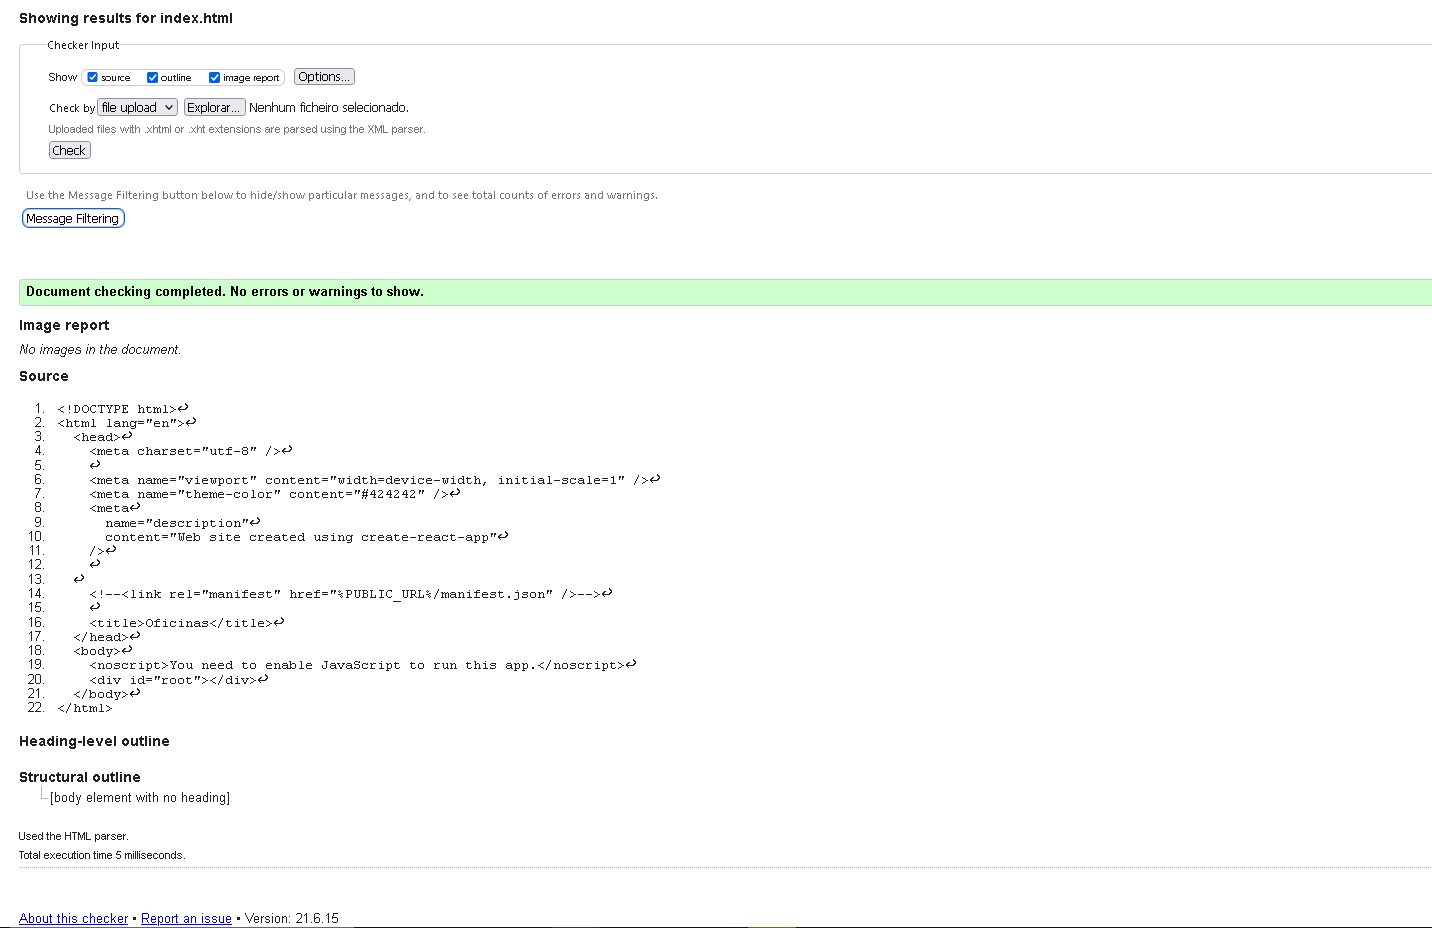 Showing results for index.html
Checker Input
Show source outline image report Options...
Check by file upload Explorar... Nenhum ficheiro selecionado.
Uploaded files with .xhtml or .xht extensions are parsed using the XML parser.
Check
Use the Message Filtering button below to hide/show particular messages, and to see total counts of errors and warnings.
Message Filtering
Document checking completed. No errors or warnings to show.
Image report
No images in the document.
Source
1. <!DOCTYPE html>↩
2. <html lang="en">↩
3. <head>↩
4. <meta charset="utf-8" />↩
5. ↩
6. <meta name="viewport" content="width=device-width, initial-scale=1" />↩
7. <meta name="theme-color" content="#424242" />↩
8. <meta↩
9. name="description"↩
10. content="Web site created using create-react-app"↩
11. />↩
12. ↩
13. ↩
14. <!--<link rel="manifest" href="%PUBLIC_URL%/manifest.json" />-->↩
15. ↩
16. <title>Oficinas</title>↩
17. </head>↩
18. <body>↩
19. <noscript>You need to enable JavaScript to run this app.</noscript>↩
20. <div id="root"></div>↩
21. </body>↩
22. </html>
Heading-level outline
Structural outline
[body element with no heading]
Used the HTML parser.
Total execution time 5 milliseconds.
About this checker • Report an issue • Version: 21.6.15